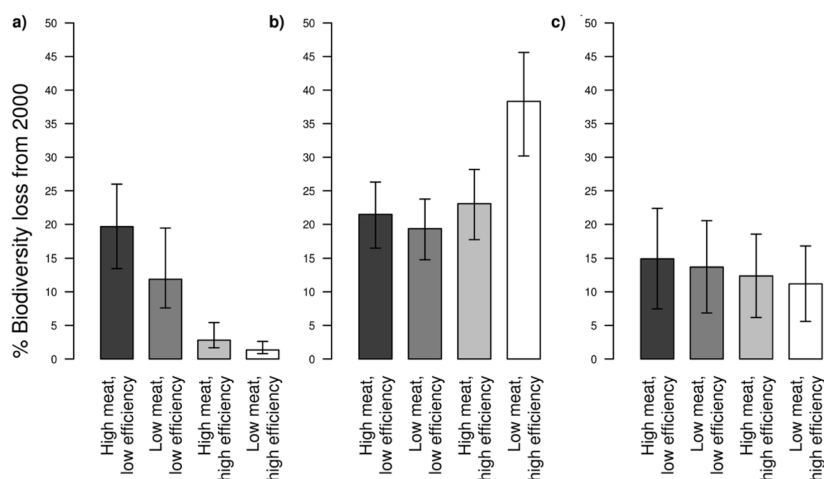 a)
b)
c)
% Biodiversity loss from 2000
50
45
40
35
30
25
20
15
10
5
0
High meat,
low efficiency
Low meat,
low efficiency
High meat,
high efficiency
Low meat,
high efficiency
50
45
40
35
30
25
20
15
10
5
0
High meat,
low efficiency
Low meat,
low efficiency
High meat,
high efficiency
Low meat,
high efficiency
50
45
40
35
30
25
20
15
10
5
0
High meat,
low efficiency
Low meat,
low efficiency
High meat,
high efficiency
Low meat,
high efficiency